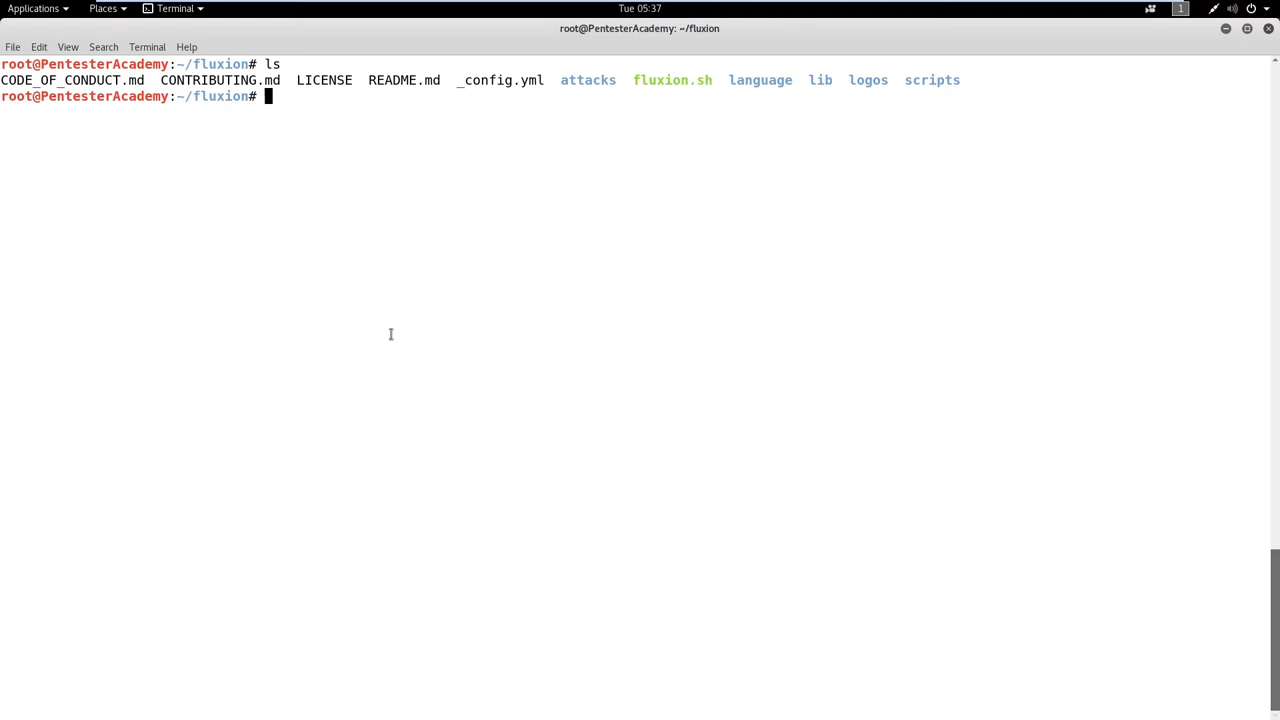 Applications Places Terminal Tue 05:37 1
root@PentesterAcademy: ~/fluxion
File Edit View Search Terminal Help
root@PentesterAcademy:~/fluxion# ls
CODE_OF_CONDUCT.md CONTRIBUTING.md LICENSE README.md _config.yml attacks fluxion.sh language lib logos scripts
root@PentesterAcademy:~/fluxion#